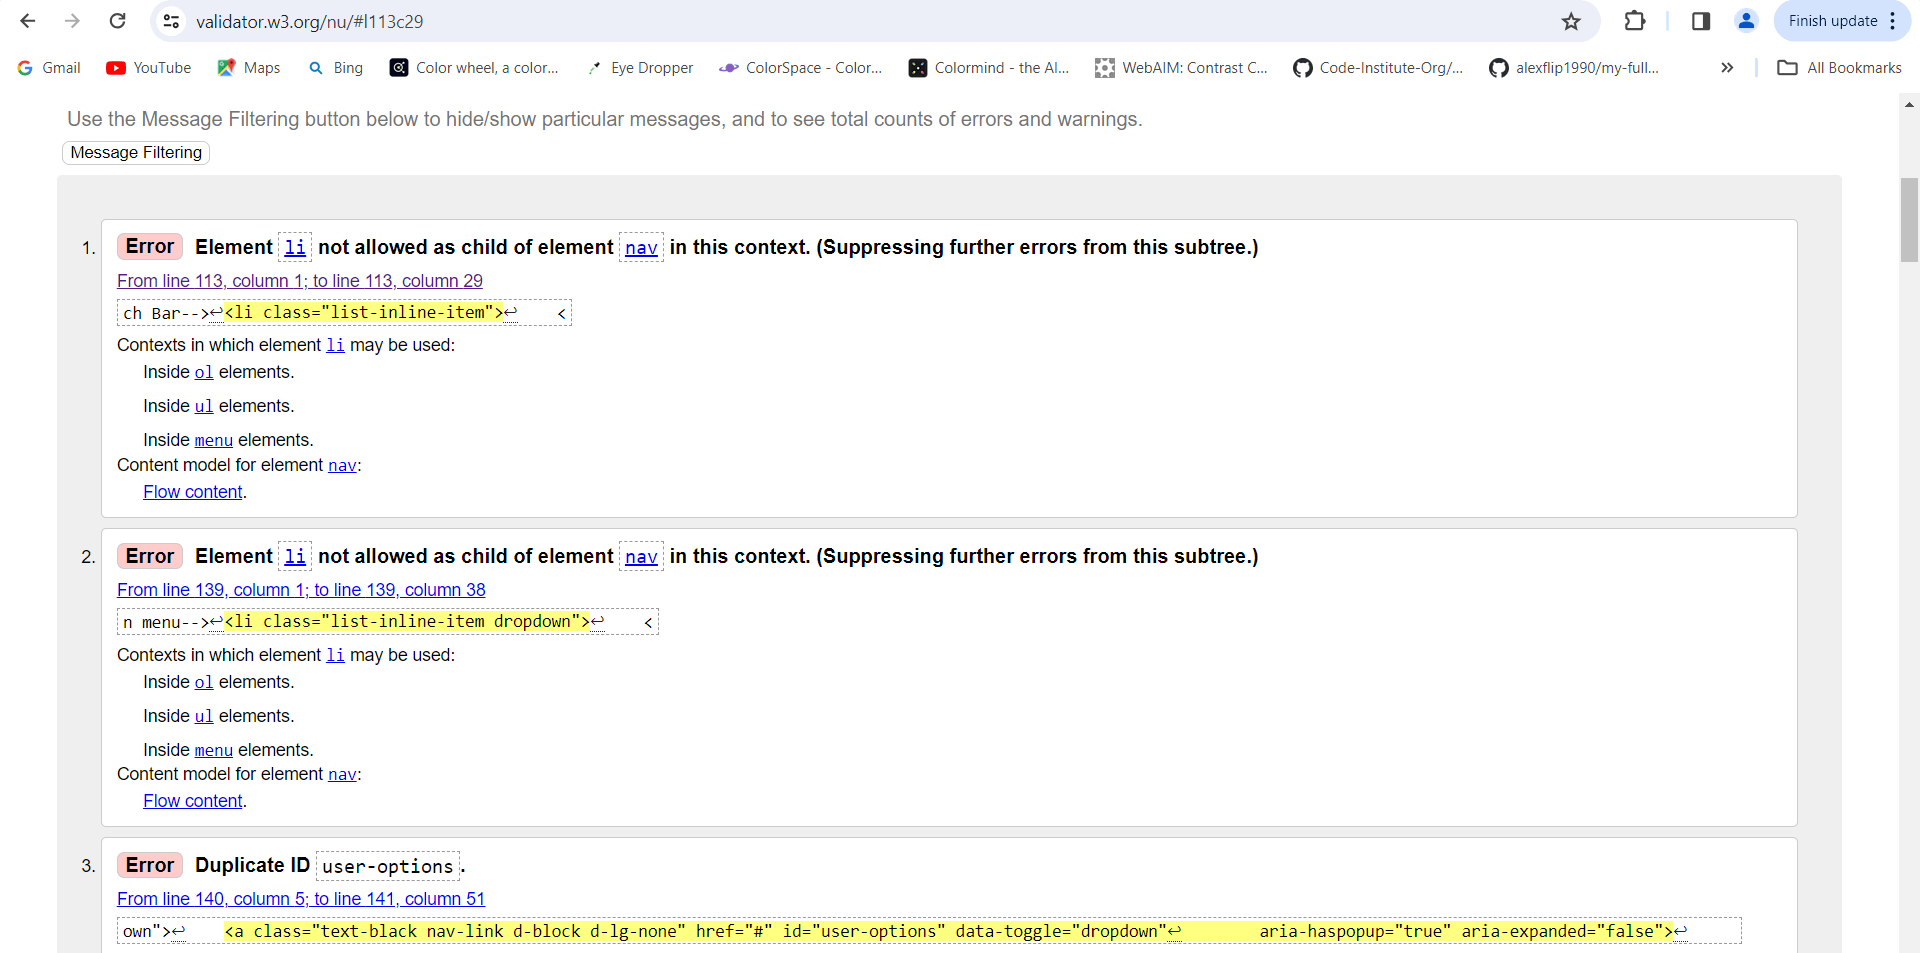 validator.w3.org/nu/#l113c29
Finish update
Gmail YouTube Maps Bing Color wheel, a color... Eye Dropper ColorSpace - Color... Colormind - the AI... WebAIM: Contrast C... Code-Institute-Org/... alexflip1990/my-full... » All Bookmarks
Use the Message Filtering button below to hide/show particular messages, and to see total counts of errors and warnings.
Message Filtering
1. Error Element li not allowed as child of element nav in this context. (Suppressing further errors from this subtree.)
From line 113, column 1; to line 113, column 29
ch Bar-->↩<li class="list-inline-item">↩ <
Contexts in which element li may be used:
Inside ol elements.
Inside ul elements.
Inside menu elements.
Content model for element nav:
Flow content.
2. Error Element li not allowed as child of element nav in this context. (Suppressing further errors from this subtree.)
From line 139, column 1; to line 139, column 38
n menu-->↩<li class="list-inline-item dropdown">↩ <
Contexts in which element li may be used:
Inside ol elements.
Inside ul elements.
Inside menu elements.
Content model for element nav:
Flow content.
3. Error Duplicate ID user-options.
From line 140, column 5; to line 141, column 51
own">↩ <a class="text-black nav-link d-block d-lg-none" href="#" id="user-options" data-toggle="dropdown"↩ aria-haspopup="true" aria-expanded="false">↩